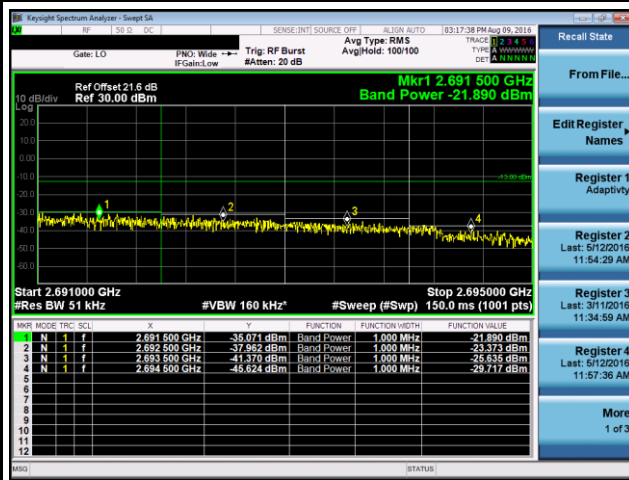 Keysight Spectrum Analyzer - Swept SA
RF 50 Ω DC SENSE:INT SOURCE OFF ALIGN AUTO 03:17:38 PM Aug 09, 2016
Gate: LO PNO: Wide Trig: RF Burst Avg Type: RMS TRACE 1 2 3 4 5 6
IFGain:Low #Atten: 20 dB Avg|Hold: 100/100 TYPE A W W W W W
DET A N N N N N
Ref Offset 21.6 dB Mkr1 2.691 500 GHz
10 dB/div Ref 30.00 dBm Band Power -21.890 dBm
Log
20.0
10.0
0.00
-13.00 dBm
-10.0
-20.0
1 2 3 4
-30.0
-40.0
-50.0
-60.0
Start 2.691000 GHz Stop 2.695000 GHz
#Res BW 51 kHz #VBW 160 kHz* #Sweep (#Swp) 150.0 ms (1001 pts)
MKR MODE TRC SCL X Y FUNCTION FUNCTION WIDTH FUNCTION VALUE
1 N 1 f 2.691 500 GHz -35.071 dBm Band Power 1.000 MHz -21.890 dBm
2 N 1 f 2.692 500 GHz -37.962 dBm Band Power 1.000 MHz -23.373 dBm
3 N 1 f 2.693 500 GHz -41.370 dBm Band Power 1.000 MHz -25.635 dBm
4 N 1 f 2.694 500 GHz -45.624 dBm Band Power 1.000 MHz -29.717 dBm
5
6
7
8
9
10
11
12
MSG STATUS
Recall State
From File...
Edit Register
Names
Register 1
Adaptivty
Register 2
Last: 5/12/2016
11:54:29 AM
Register 3
Last: 3/11/2016
11:34:59 AM
Register 4
Last: 5/12/2016
11:57:36 AM
More
1 of 3